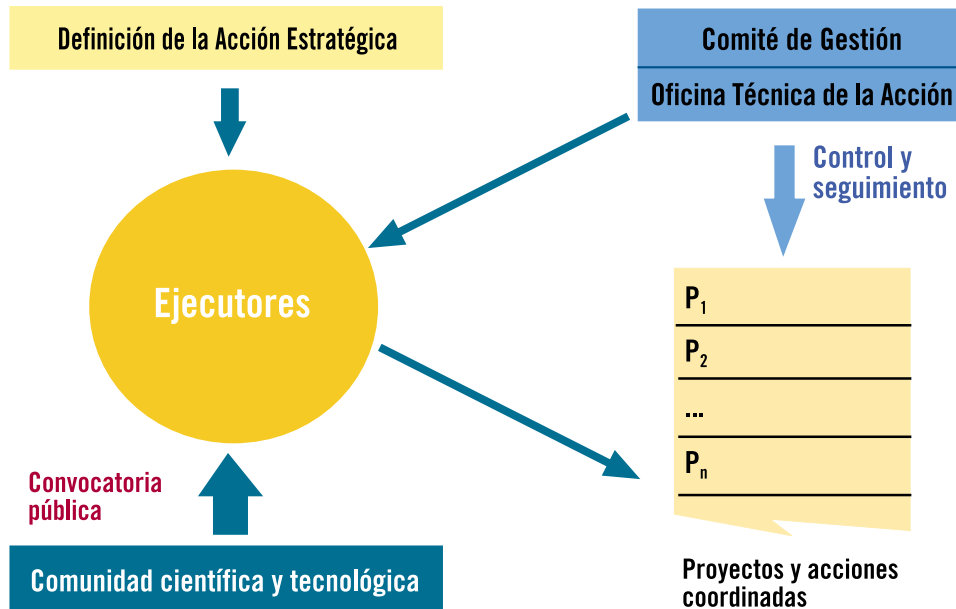 Definición de la Acción Estratégica
Comité de Gestión
Oficina Técnica de la Acción
Control y
seguimiento
Ejecutores
P1
P2
...
Pn
Convocatoria
pública
Comunidad científica y tecnológica
Proyectos y acciones
coordinadas